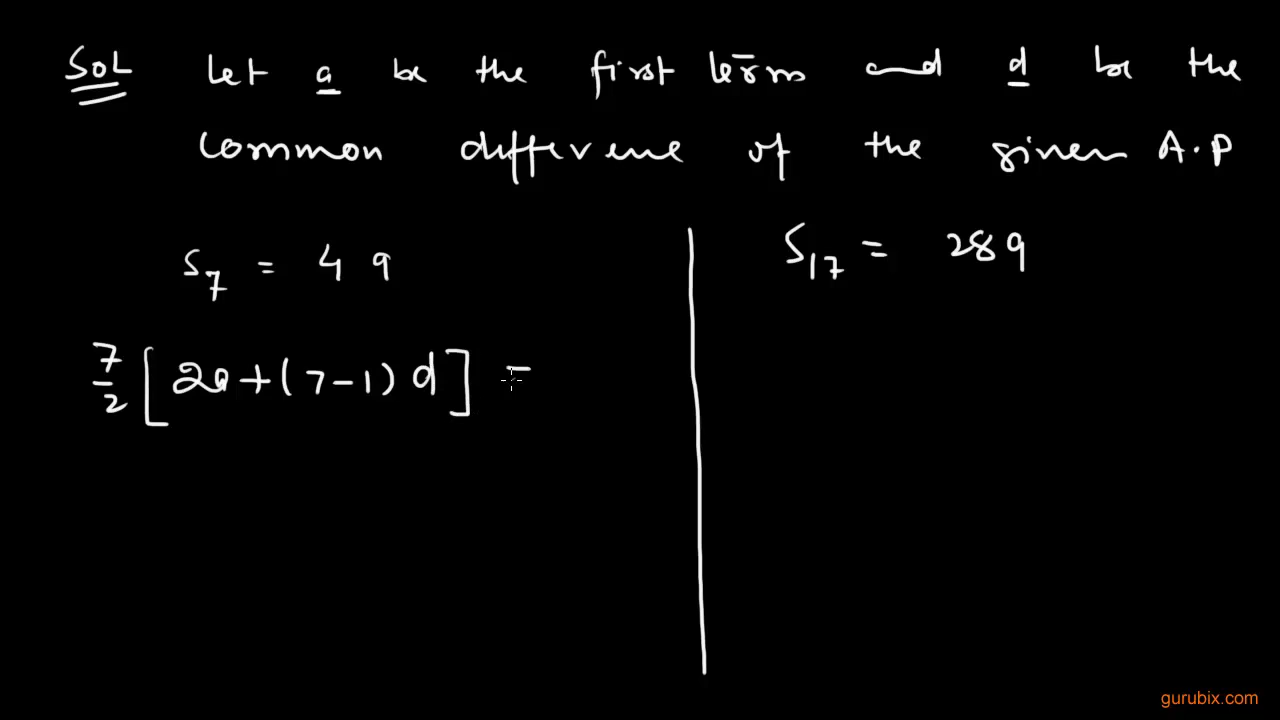 Sol Let a be the first term and d be the
common difference of the given A.P
S₇ = 49
7/2 [2a+(7-1)d] =
S₁₇ = 289
gurubix.com